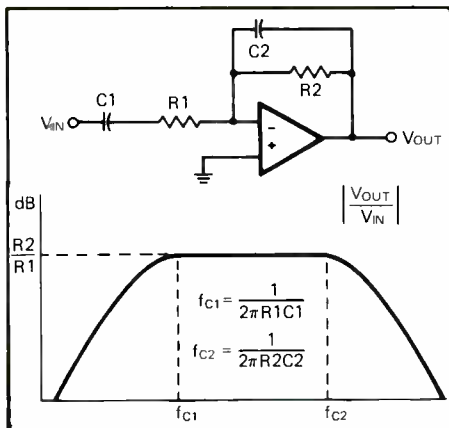 C2
R2
C1
R1
VIN
−
+
VOUT
|VOUT/VIN|
dB
R2/R1
fC1 = 1/2πR1C1
fC2 = 1/2πR2C2
fC1
fC2